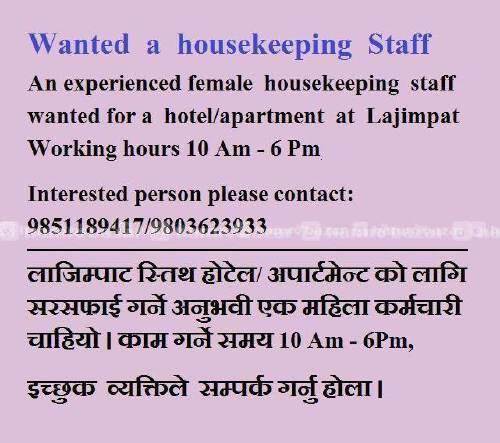 Wanted a housekeeping Staff
An experienced female housekeeping staff
wanted for a hotel/apartment at Lajimpat
Working hours 10 Am - 6 Pm
Interested person please contact:
9851189417/9803623933
लाजिम्पाट स्तिथ होटेल/ अपार्टमेन्ट को लागि
सरसफाई गर्ने अनुभवी एक महिला कर्मचारी
चाहियो । काम गर्ने समय 10 Am - 6Pm,
इच्छुक व्यक्तिले सम्पर्क गर्नु होला ।